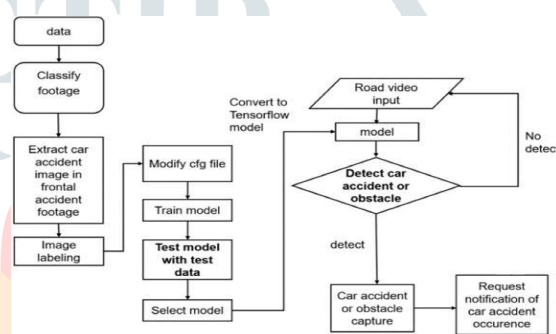 data
Classify
footage
Extract car
accident
image in
frontal
accident
footage
Image
labeling
Modify cfg file
Train model
Test model
with test
data
Select model
Convert to
Tensorflow
model
Road video
input
model
Detect car
accident or
obstacle
No
detec
detect
Car accident
or obstacle
capture
Request
notification of
car accident
occurence